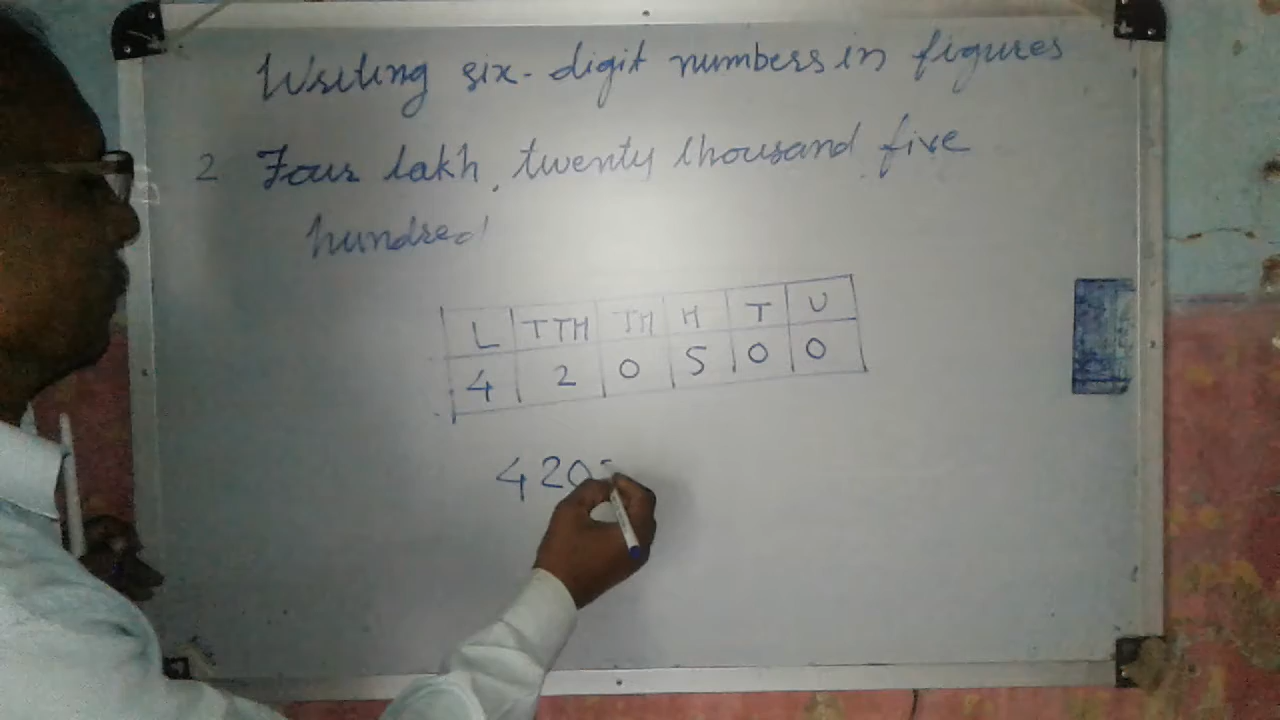 Writing six-digit numbers in figures
2 Four lakh, twenty thousand five
hundred
L TTH TH H T U
4 2 0 5 0 0
420